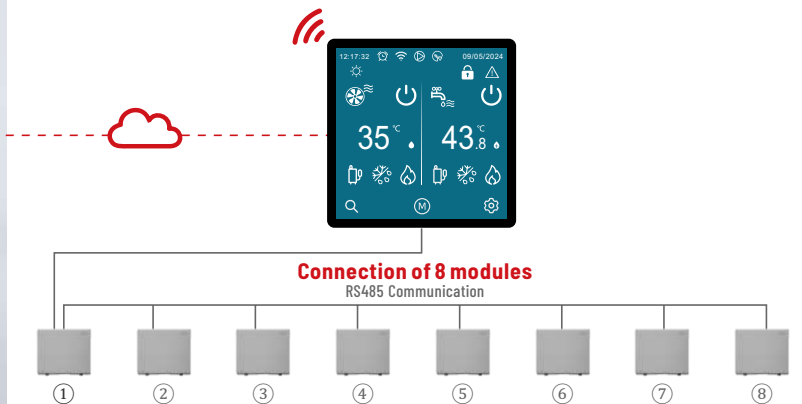 12:17:32 09/05/2024
35 °C 43.8 °C
M
Connection of 8 modules
RS485 Communication
① ② ③ ④ ⑤ ⑥ ⑦ ⑧